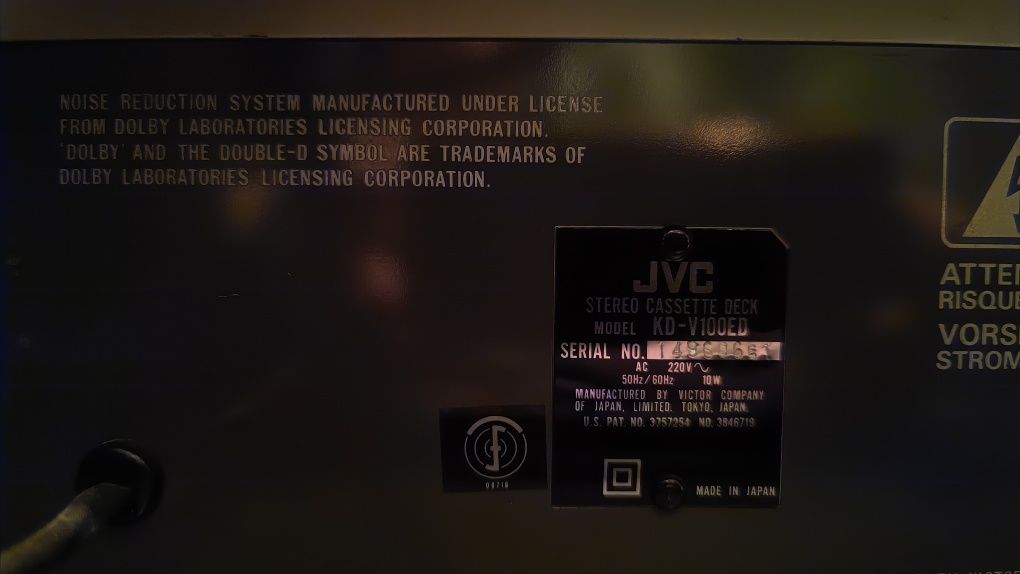 NOISE REDUCTION SYSTEM MANUFACTURED UNDER LICENSE
FROM DOLBY LABORATORIES LICENSING CORPORATION.
'DOLBY' AND THE DOUBLE-D SYMBOL ARE TRADEMARKS OF
DOLBY LABORATORIES LICENSING CORPORATION.
JVC
STEREO CASSETTE DECK
MODEL KD-V100ED
SERIAL NO.
AC 220V~
50Hz/60Hz 10W
MANUFACTURED BY VICTOR COMPANY
OF JAPAN, LIMITED. TOKYO, JAPAN.
U.S. PAT. NO. 3757254 NO. 3846719
MADE IN JAPAN
ATTEN
RISQUE
VORSI
STROM